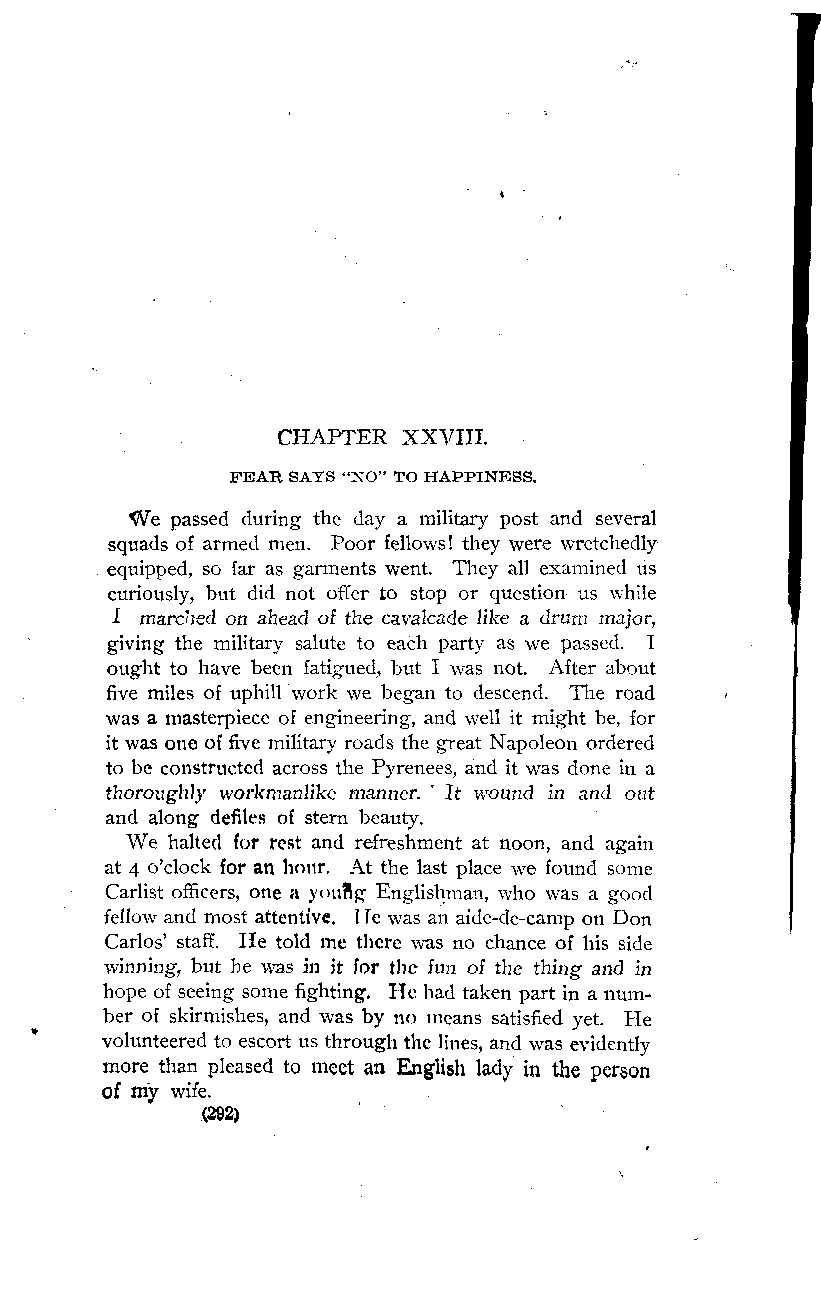 CHAPTER XXVIII.
FEAR SAYS "NO" TO HAPPINESS.
We passed during the day a military post and several
squads of armed men. Poor fellows! they were wretchedly
equipped, so far as garments went. They all examined us
curiously, but did not offer to stop or question us while
I marched on ahead of the cavalcade like a drum major,
giving the military salute to each party as we passed. I
ought to have been fatigued, but I was not. After about
five miles of uphill work we began to descend. The road
was a masterpiece of engineering, and well it might be, for
it was one of five military roads the great Napoleon ordered
to be constructed across the Pyrenees, and it was done in a
thoroughly workmanlike manner. It wound in and out
and along defiles of stern beauty.
We halted for rest and refreshment at noon, and again
at 4 o'clock for an hour. At the last place we found some
Carlist officers, one a young Englishman, who was a good
fellow and most attentive. He was an aide-de-camp on Don
Carlos' staff. He told me there was no chance of his side
winning, but he was in it for the fun of the thing and in
hope of seeing some fighting. He had taken part in a num-
ber of skirmishes, and was by no means satisfied yet. He
volunteered to escort us through the lines, and was evidently
more than pleased to meet an English lady in the person
of my wife.
(292)